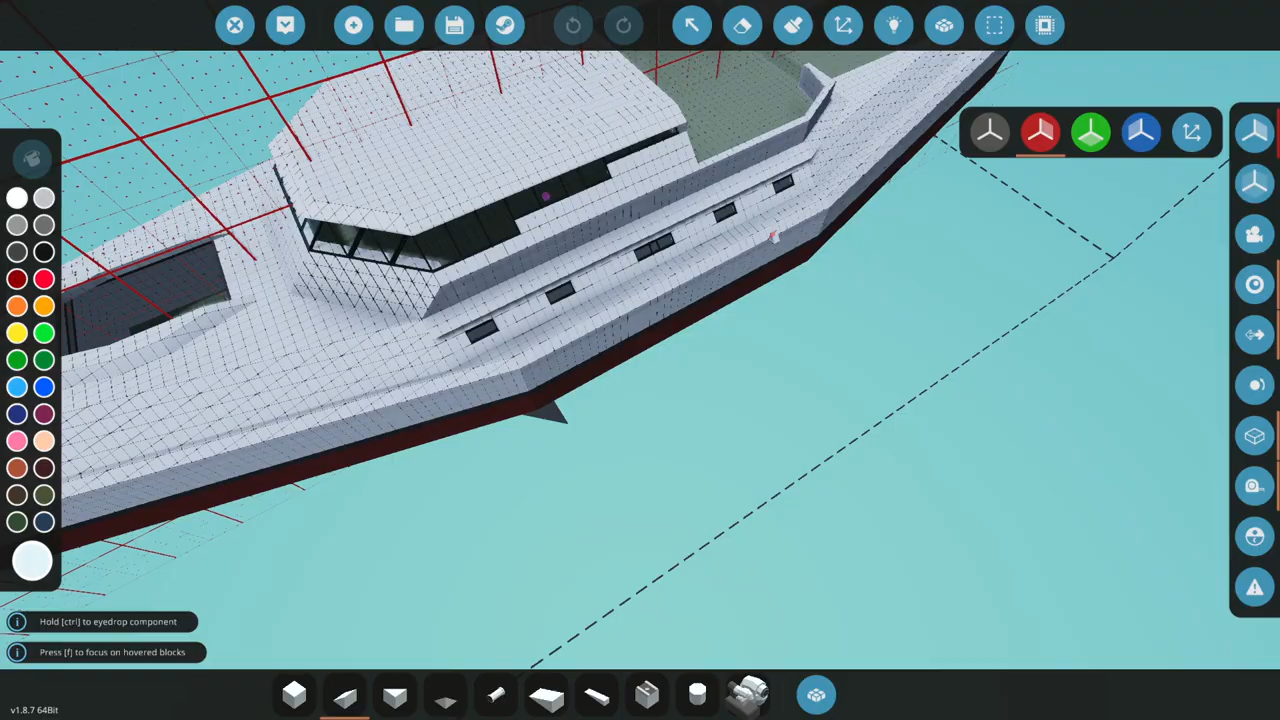 Hold [ctrl] to eyedrop component
Press [f] to focus on hovered blocks
v1.8.7 64Bit